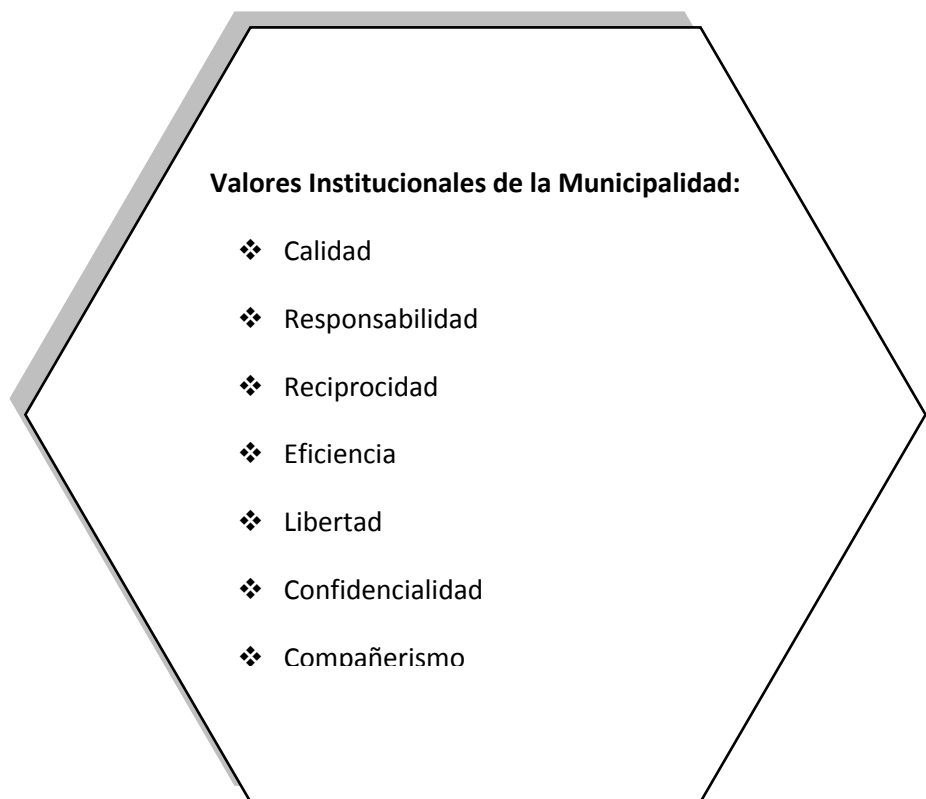 Valores Institucionales de la Municipalidad:
❖ Calidad
❖ Responsabilidad
❖ Reciprocidad
❖ Eficiencia
❖ Libertad
❖ Confidencialidad
❖ Compañerismo